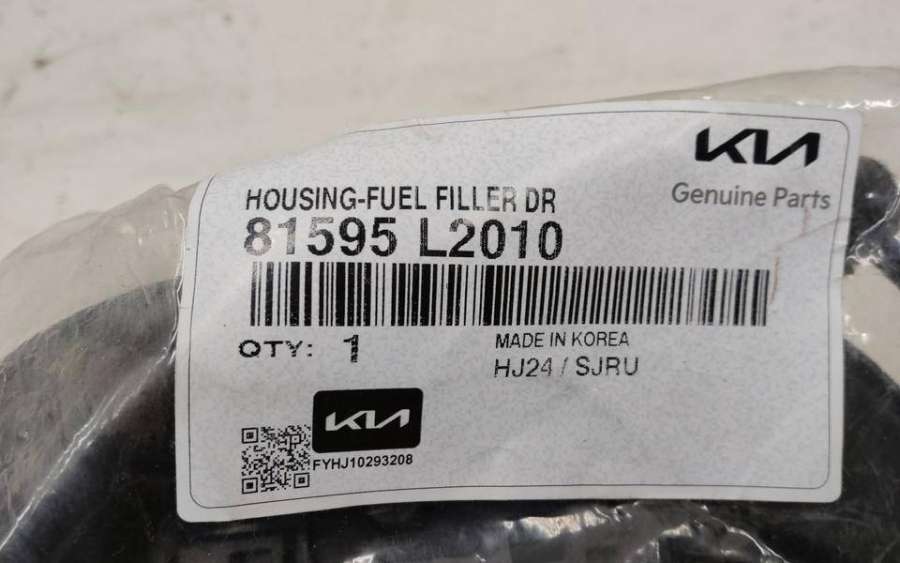 KIA
Genuine Parts
HOUSING-FUEL FILLER DR
81595 L2010
QTY: 1
MADE IN KOREA
HJ24 / SJRU
KIA
FYHJ10293208